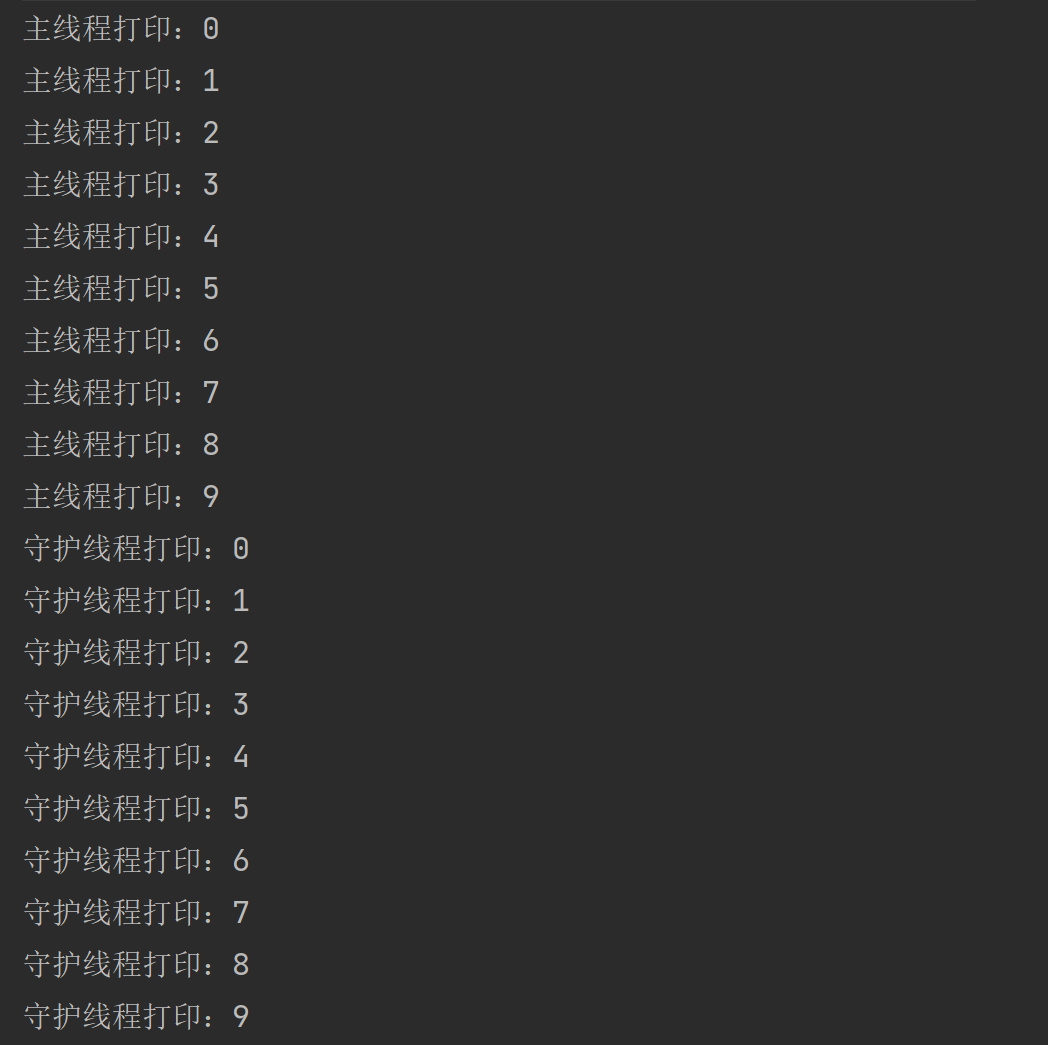 主线程打印：0
主线程打印：1
主线程打印：2
主线程打印：3
主线程打印：4
主线程打印：5
主线程打印：6
主线程打印：7
主线程打印：8
主线程打印：9
守护线程打印：0
守护线程打印：1
守护线程打印：2
守护线程打印：3
守护线程打印：4
守护线程打印：5
守护线程打印：6
守护线程打印：7
守护线程打印：8
守护线程打印：9